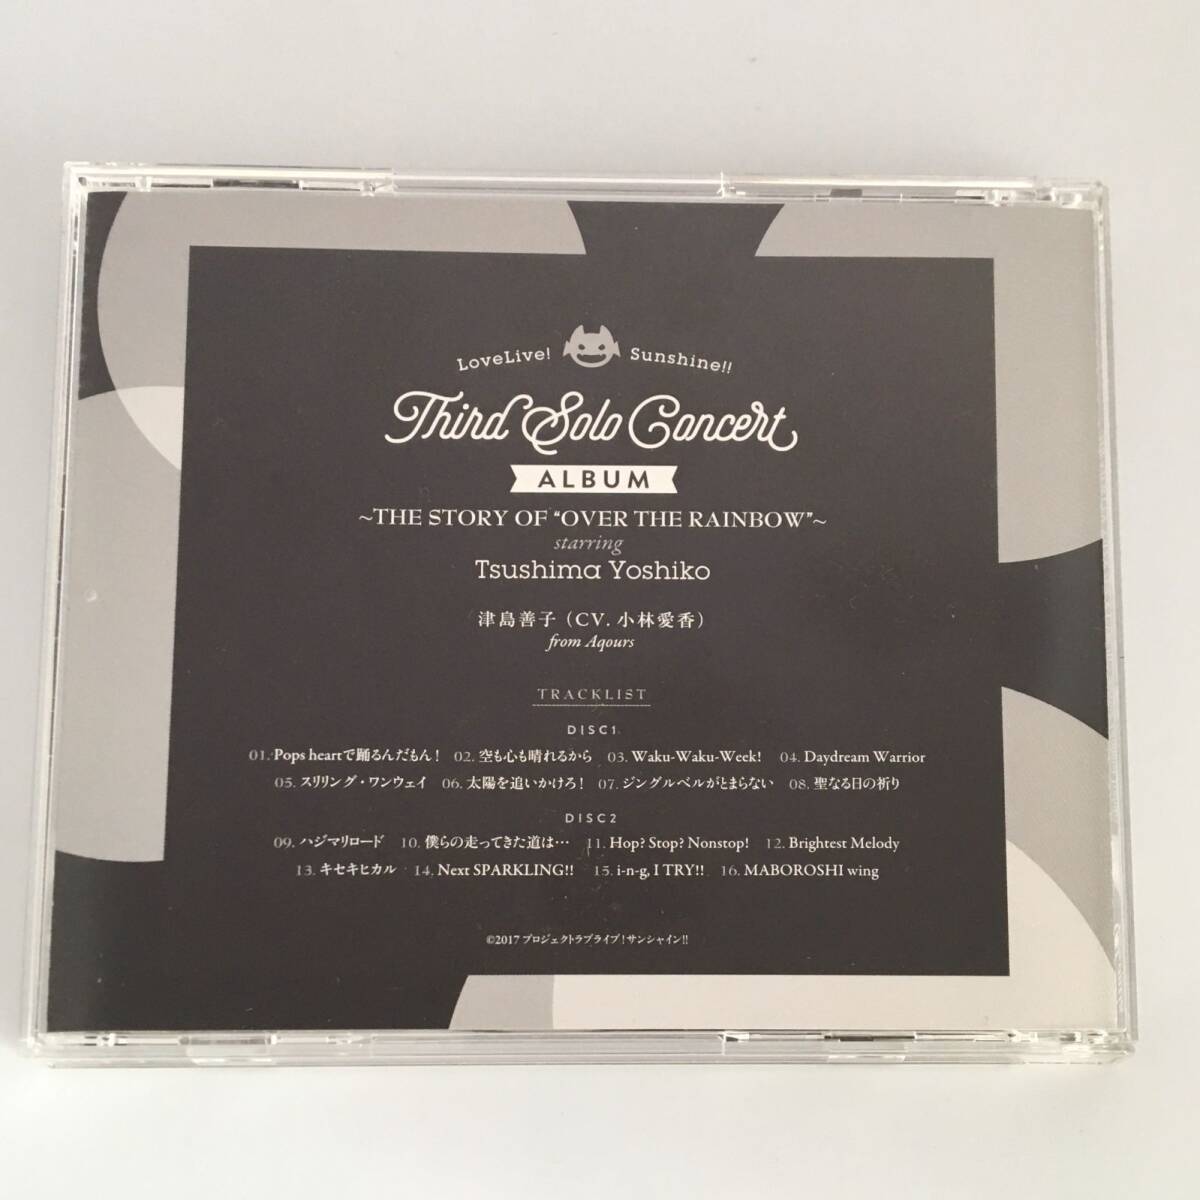 LoveLive! Sunshine!!
Third Solo Concert
ALBUM
~THE STORY OF “OVER THE RAINBOW”~
starring
Tsushima Yoshiko
津島善子（CV. 小林愛香）
from Aqours
TRACKLIST
DISC1
01. Pops heartで踊るんだもん！ 02. 空も心も晴れるから 03. Waku-Waku-Week! 04. Daydream Warrior
05. スリリング・ワンウェイ 06. 太陽を追いかけろ！ 07. ジングルベルがとまらない 08. 聖なる日の祈り
DISC2
09. ハジマリロード 10. 僕らの走ってきた道は… 11. Hop? Stop? Nonstop! 12. Brightest Melody
13. キセキヒカル 14. Next SPARKLING!! 15. i-n-g, I TRY!! 16. MABOROSHI wing
©2017 プロジェクトラブライブ！サンシャイン!!